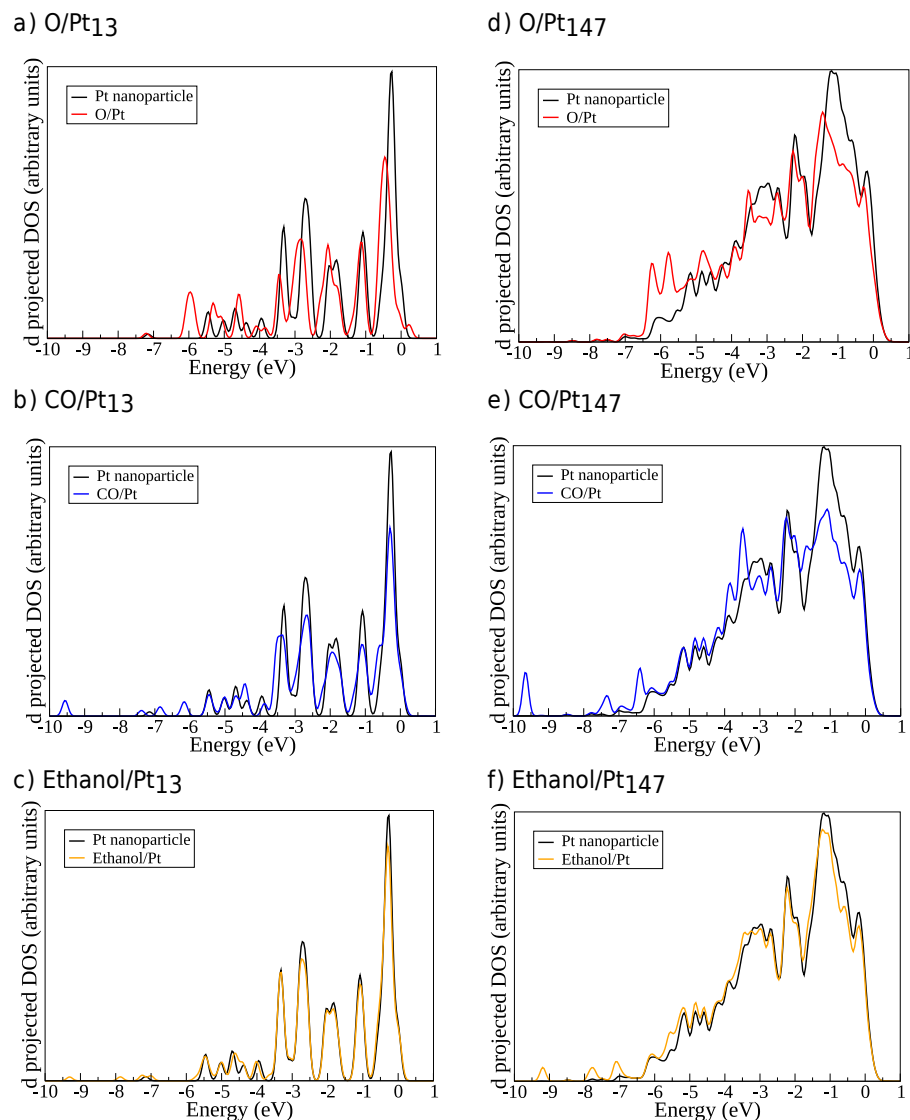 a) O/Pt13
d projected DOS (arbitrary units)
Pt nanoparticle
O/Pt
-10 -9 -8 -7 -6 -5 -4 -3 -2 -1 0 1
Energy (eV)
d) O/Pt147
d projected DOS (arbitrary units)
Pt nanoparticle
O/Pt
-10 -9 -8 -7 -6 -5 -4 -3 -2 -1 0 1
Energy (eV)
b) CO/Pt13
d projected DOS (arbitrary units)
Pt nanoparticle
CO/Pt
-10 -9 -8 -7 -6 -5 -4 -3 -2 -1 0 1
Energy (eV)
e) CO/Pt147
d projected DOS (arbitrary units)
Pt nanoparticle
CO/Pt
-10 -9 -8 -7 -6 -5 -4 -3 -2 -1 0 1
Energy (eV)
c) Ethanol/Pt13
d projected DOS (arbitrary units)
Pt nanoparticle
Ethanol/Pt
-10 -9 -8 -7 -6 -5 -4 -3 -2 -1 0 1
Energy (eV)
f) Ethanol/Pt147
d projected DOS (arbitrary units)
Pt nanoparticle
Ethanol/Pt
-10 -9 -8 -7 -6 -5 -4 -3 -2 -1 0 1
Energy (eV)